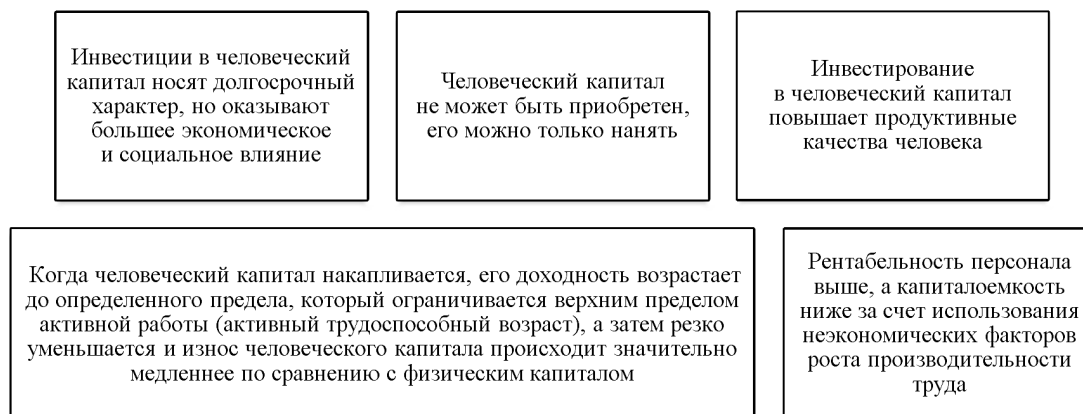 Инвестиции в человеческий
капитал носят долгосрочный
характер, но оказывают
большее экономическое
и социальное влияние
Человеческий капитал
не может быть приобретен,
его можно только нанять
Инвестирование
в человеческий капитал
повышает продуктивные
качества человека
Когда человеческий капитал накапливается, его доходность возрастает
до определенного предела, который ограничивается верхним пределом
активной работы (активный трудоспособный возраст), а затем резко
уменьшается и износ человеческого капитала происходит значительно
медленнее по сравнению с физическим капиталом
Рентабельность персонала
выше, а капиталоемкость
ниже за счет использования
неэкономических факторов
роста производительности
труда